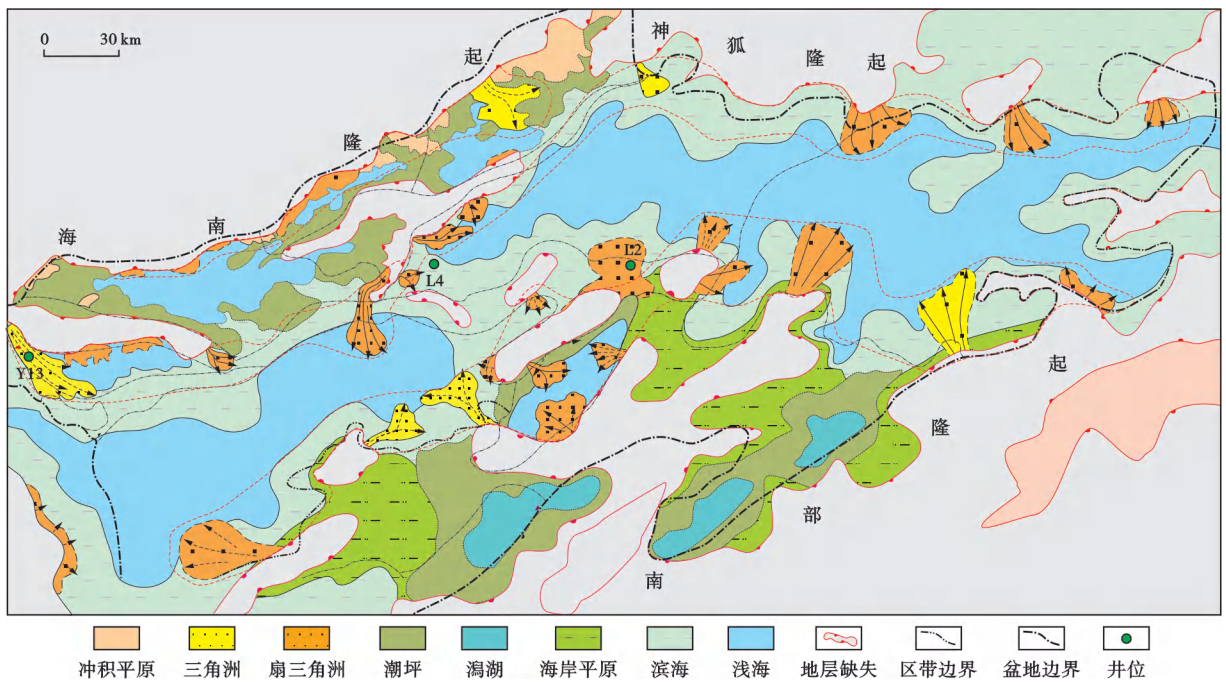 0 30 km
神狐隆起
海南隆起
南部隆起
L4
L2
Y13
冲积平原 三角洲 扇三角洲 潮坪 潟湖 海岸平原 滨海 浅海 地层缺失 区带边界 盆地边界 井位